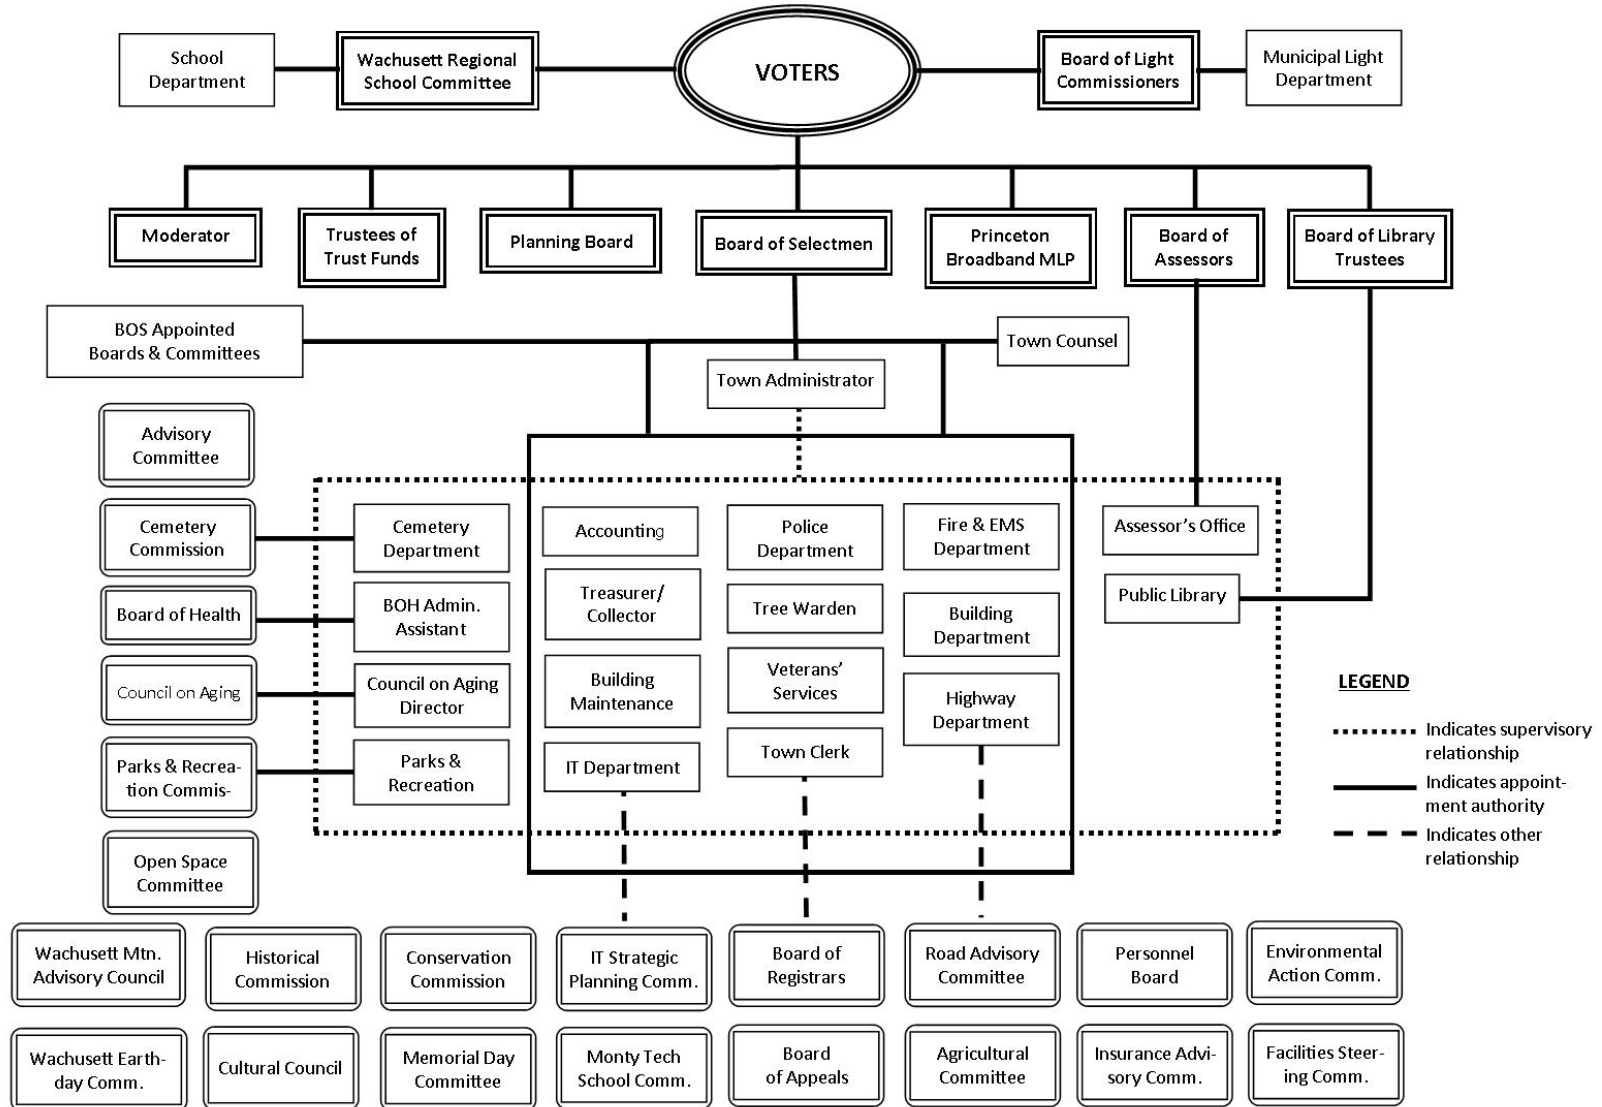 School
Department
Wachusett Regional
School Committee
VOTERS
Board of Light
Commissioners
Municipal Light
Department
Moderator
Trustees of
Trust Funds
Planning Board
Board of Selectmen
Princeton
Broadband MLP
Board of
Assessors
Board of Library
Trustees
BOS Appointed
Boards & Committees
Town Counsel
Town Administrator
Advisory
Committee
Cemetery
Commission
Board of Health
Council on Aging
Parks & Recrea-
tion Commis-
Open Space
Committee
Cemetery
Department
BOH Admin.
Assistant
Council on Aging
Director
Parks &
Recreation
Accounting
Treasurer/
Collector
Building
Maintenance
IT Department
Police
Department
Tree Warden
Veterans’
Services
Town Clerk
Fire & EMS
Department
Building
Department
Highway
Department
Assessor’s Office
Public Library
LEGEND
Indicates supervisory
relationship
Indicates appoint-
ment authority
Indicates other
relationship
Wachusett Mtn.
Advisory Council
Historical
Commission
Conservation
Commission
IT Strategic
Planning Comm.
Board of
Registrars
Road Advisory
Committee
Personnel
Board
Environmental
Action Comm.
Wachusett Earth-
day Comm.
Cultural Council
Memorial Day
Committee
Monty Tech
School Comm.
Board
of Appeals
Agricultural
Committee
Insurance Advi-
sory Comm.
Facilities Steer-
ing Comm.